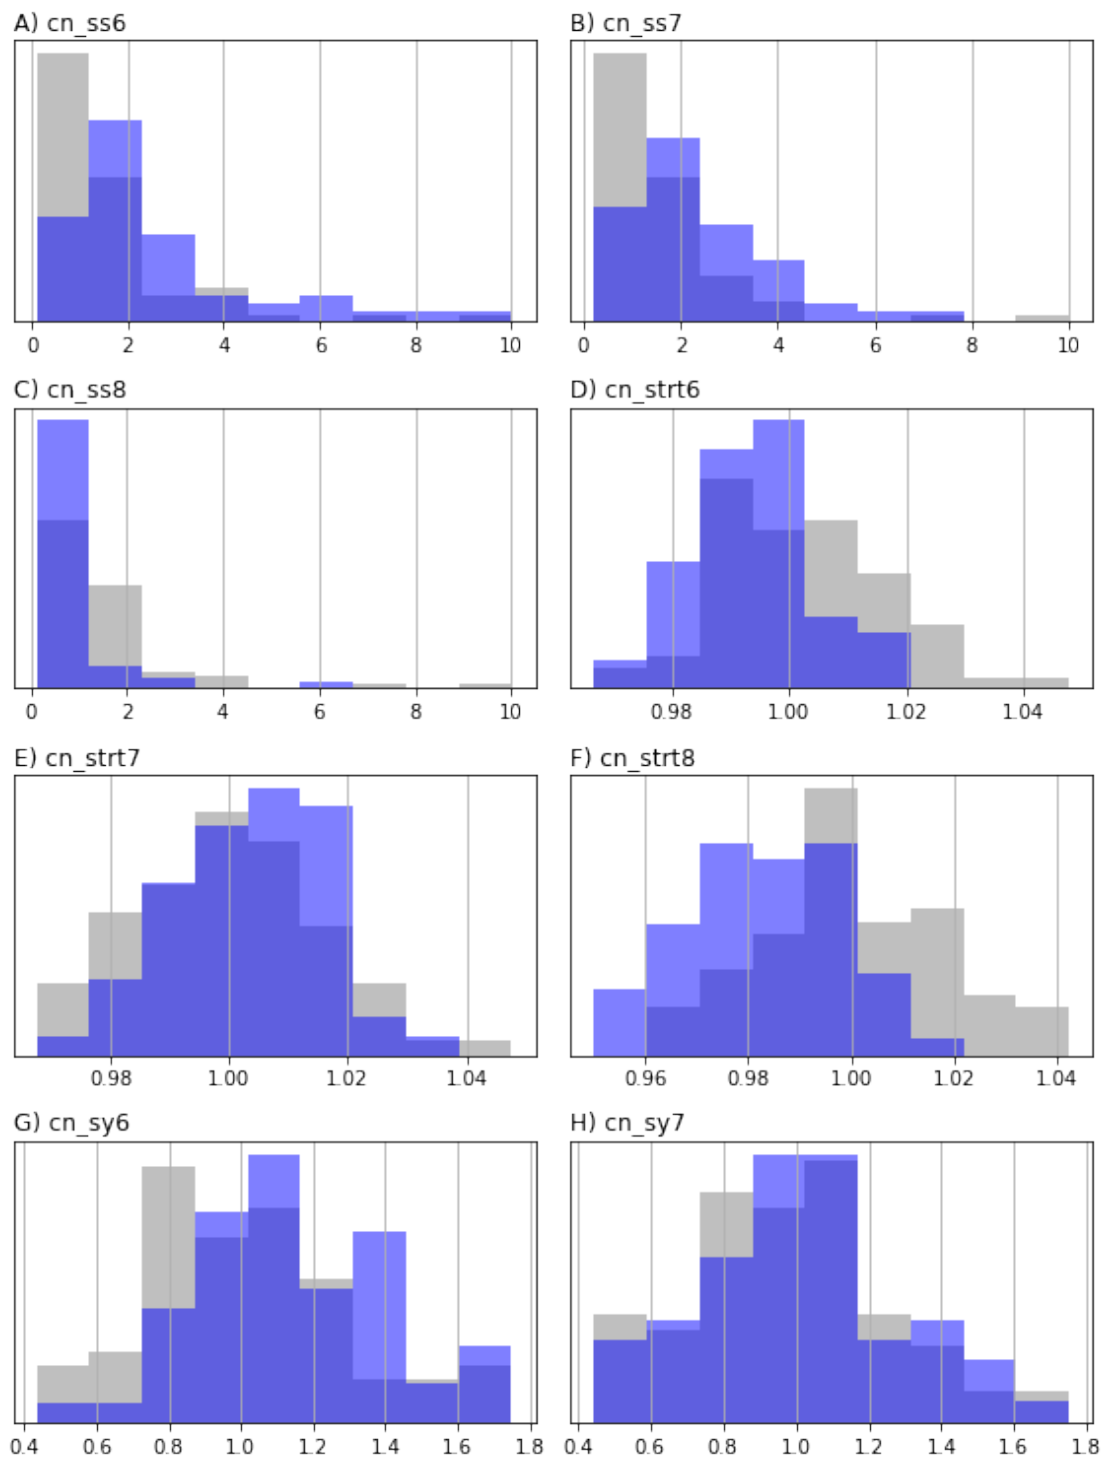 A) cn_ss6
B) cn_ss7
0 2 4 6 8 10
0 2 4 6 8 10
C) cn_ss8
D) cn_strt6
0 2 4 6 8 10
0.98 1.00 1.02 1.04
E) cn_strt7
F) cn_strt8
0.98 1.00 1.02 1.04
0.96 0.98 1.00 1.02 1.04
G) cn_sy6
H) cn_sy7
0.4 0.6 0.8 1.0 1.2 1.4 1.6 1.8
0.4 0.6 0.8 1.0 1.2 1.4 1.6 1.8